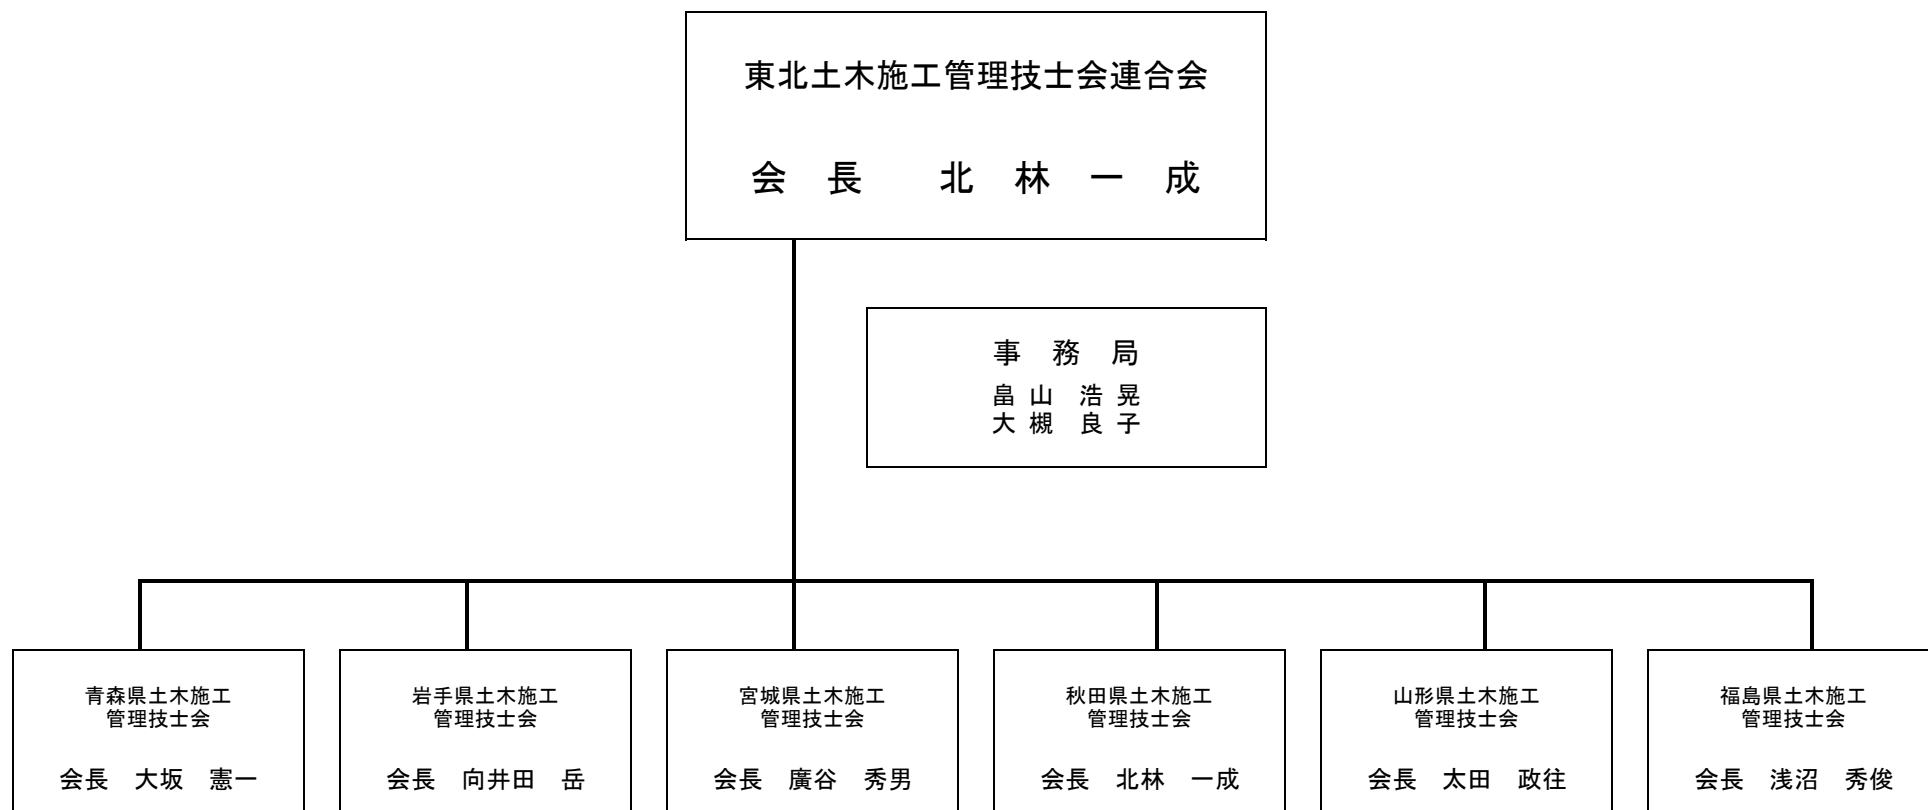 東北土木施工管理技士会連合会
会　長　　北　林　一　成
事　務　局
畠　山　浩　晃
大　槻　良　子
青森県土木施工
管理技士会
会長　大坂　憲一
岩手県土木施工
管理技士会
会長　向井田　岳
宮城県土木施工
管理技士会
会長　廣谷　秀男
秋田県土木施工
管理技士会
会長　北林　一成
山形県土木施工
管理技士会
会長　太田　政往
福島県土木施工
管理技士会
会長　浅沼　秀俊